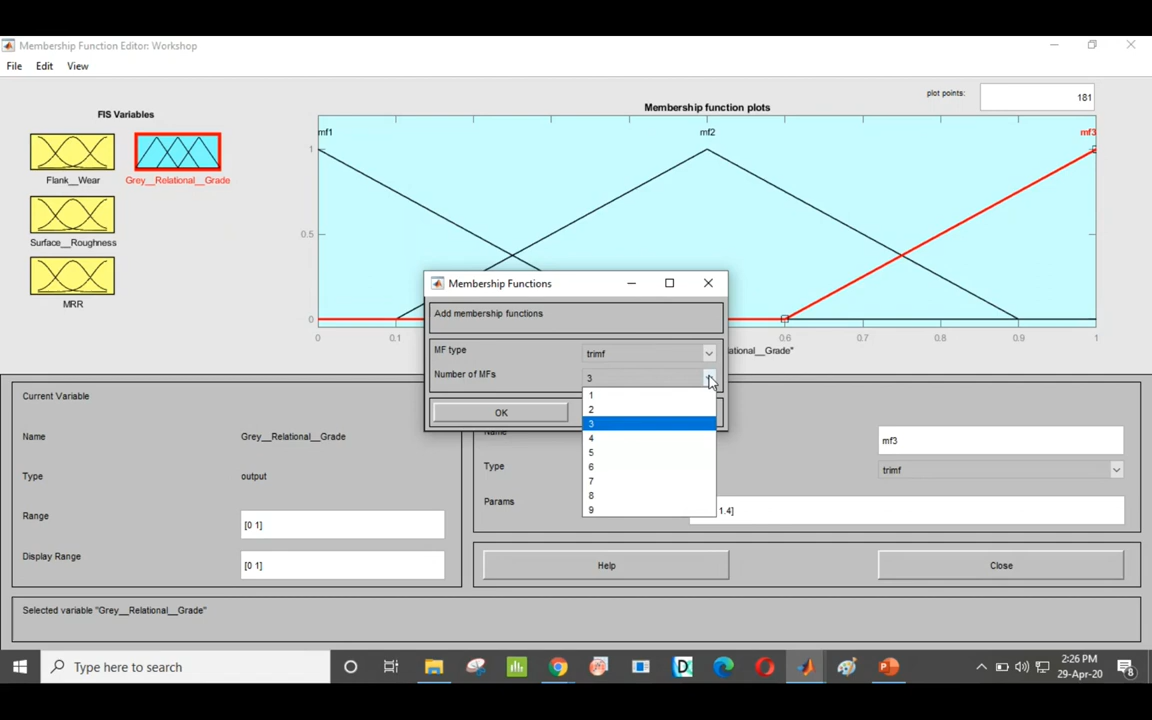 Membership Function Editor: Workshop
File Edit View
FIS Variables
Flank__Wear
Grey__Relational__Grade
Surface__Roughness
MRR
plot points:
181
Membership function plots
mf1
mf2
mf3
1
0.5
0
0 0.1 0.6 0.7 0.8 0.9 1
ational__Grade"
Membership Functions
Add membership functions
MF type
trimf
Number of MFs
3
OK
1
2
3
4
5
6
7
8
9
Current Variable
Name
Grey__Relational__Grade
Type
output
Range
[0 1]
Display Range
[0 1]
Name
mf3
Type
trimf
Params
1.4]
Help
Close
Selected variable "Grey__Relational__Grade"
Type here to search
2:26 PM
29-Apr-20
8